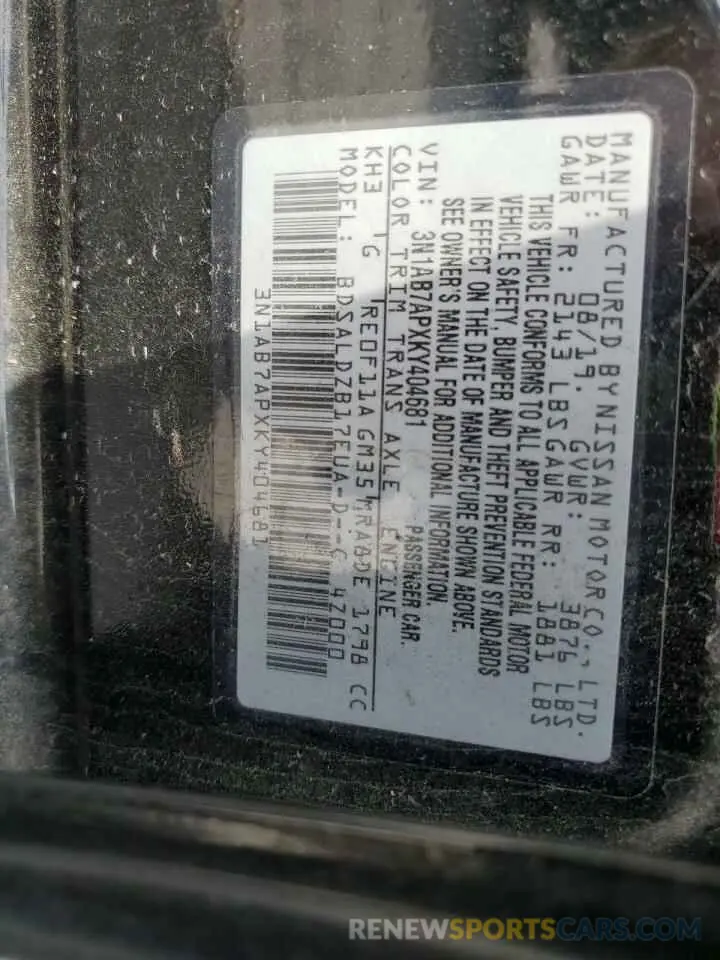 MANUFACTURED BY NISSAN MOTOR CO., LTD.
DATE: 08/19. GVWR: 3876 LBS
GAWR FR: 2143 LBS GAWR RR: 1881 LBS
THIS VEHICLE CONFORMS TO ALL APPLICABLE FEDERAL MOTOR
VEHICLE SAFETY, BUMPER AND THEFT PREVENTION STANDARDS
IN EFFECT ON THE DATE OF MANUFACTURE SHOWN ABOVE.
SEE OWNER'S MANUAL FOR ADDITIONAL INFORMATION.
VIN: 3N1AB7APXKY404681 PASSENGER CAR.
COLOR TRIM TRANS AXLE ENGINE
KH3 G RE0F11A GM35 MRA8DE 1798 CC
MODEL: BDSALDZB17EUA-D--C 4Z000
3N1AB7APXKY404681
RENEWSPORTSCARS.COM